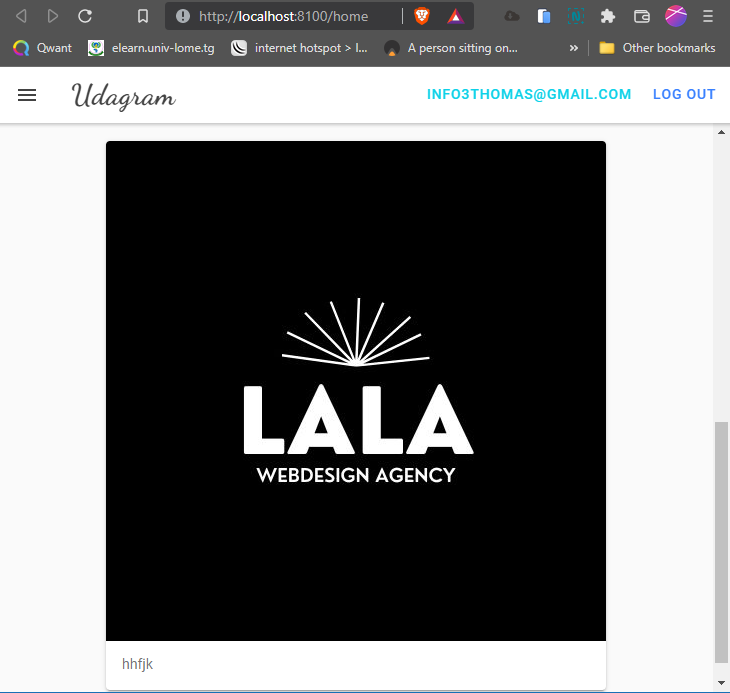 http://localhost:8100/home
Qwant elearn.univ-lome.tg internet hotspot > I... A person sitting on... » Other bookmarks
Udagram INFO3THOMAS@GMAIL.COM LOG OUT
LALA
WEBDESIGN AGENCY
hhfjk